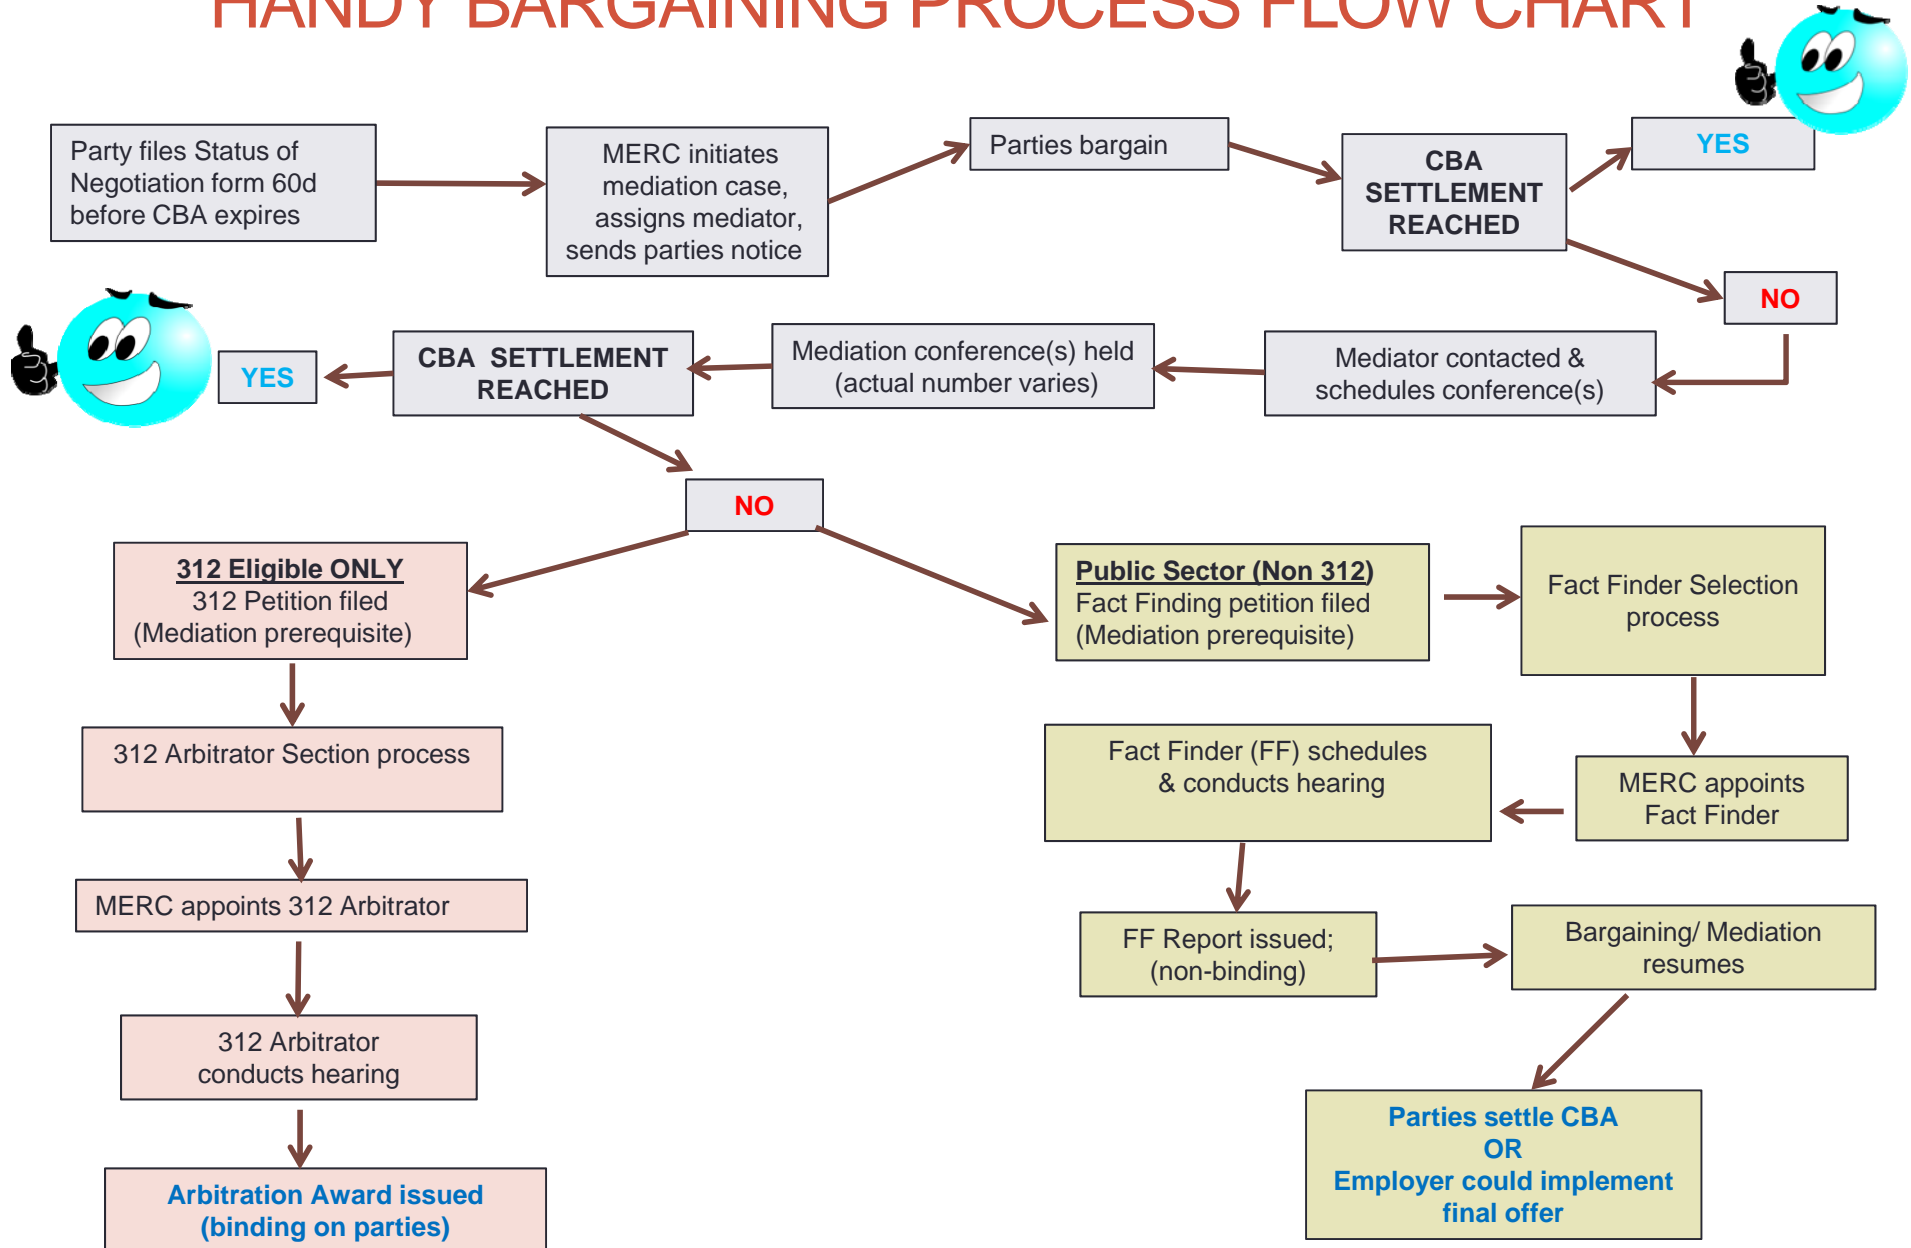 HANDY BARGAINING PROCESS FLOW CHART
Party files Status of
Negotiation form 60d
before CBA expires
MERC initiates
mediation case,
assigns mediator,
sends parties notice
Parties bargain
CBA
SETTLEMENT
REACHED
YES
NO
Mediator contacted &
schedules conference(s)
Mediation conference(s) held
(actual number varies)
CBA SETTLEMENT
REACHED
YES
NO
312 Eligible ONLY
312 Petition filed
(Mediation prerequisite)
312 Arbitrator Section process
MERC appoints 312 Arbitrator
312 Arbitrator
conducts hearing
Arbitration Award issued
(binding on parties)
Public Sector (Non 312)
Fact Finding petition filed
(Mediation prerequisite)
Fact Finder Selection
process
MERC appoints
Fact Finder
Fact Finder (FF) schedules
& conducts hearing
FF Report issued;
(non-binding)
Bargaining/ Mediation
resumes
Parties settle CBA
OR
Employer could implement
final offer